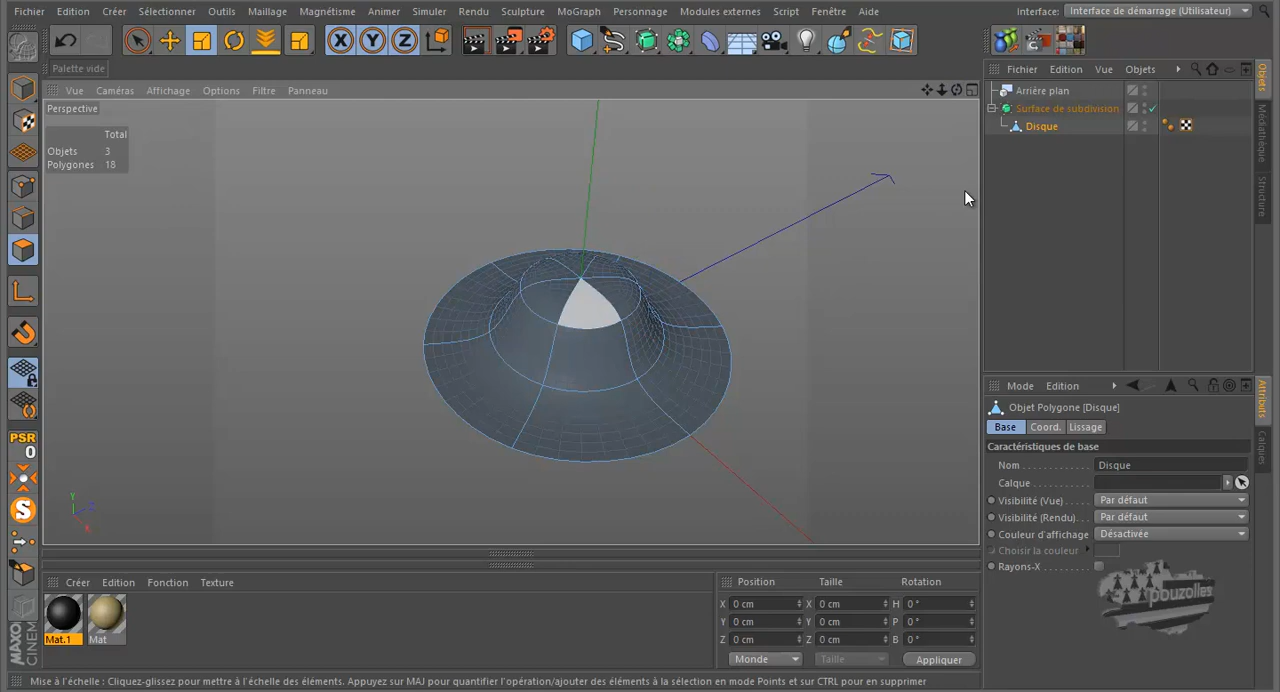 Fichier Edition Créer Sélectionner Outils Maillage Magnétisme Animer Simuler Rendu Sculpture MoGraph Personnage Modules externes Script Fenêtre Aide Interface: Interface de démarrage (Utilisateur)
X Y Z
Palette vide
Fichier Edition Vue Objets
Vue Caméras Affichage Options Filtre Panneau
Perspective
Total
Objets 3
Polygones 18
Arrière plan
Surface de subdivision
Disque
Objets
Médiathèque
Structure
Mode Edition
Objet Polygone [Disque]
Base Coord. Lissage
Caractéristiques de base
Nom Disque
Calque
Visibilité (Vue) Par défaut
Visibilité (Rendu) Par défaut
Couleur d'affichage Désactivée
Choisir la couleur
Rayons-X
pbuzolles
Attributs
Calques
PSR
0
S
Y
Z
X
Créer Edition Fonction Texture
Mat.1 Mat
Position Taille Rotation
X 0 cm X 0 cm H 0 °
Y 0 cm Y 0 cm P 0 °
Z 0 cm Z 0 cm B 0 °
Monde Taille Appliquer
MAXO
CINEM
Mise à l'échelle : Cliquez-glissez pour mettre à l'échelle des éléments. Appuyez sur MAJ pour quantifier l'opération/ajouter des éléments à la sélection en mode Points et sur CTRL pour en supprimer